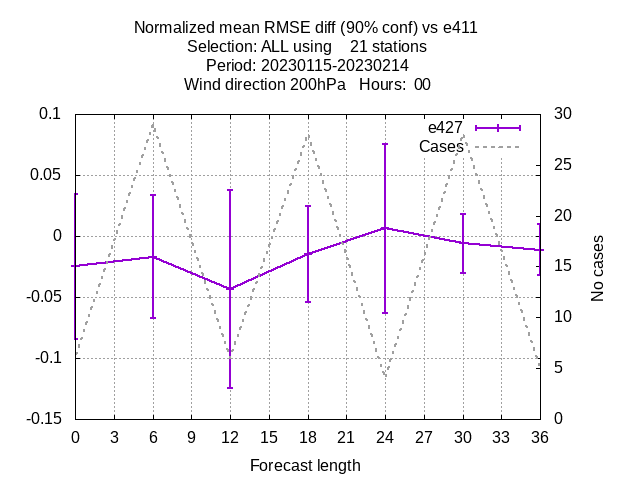 Normalized mean RMSE diff (90% conf) vs e411
Selection: ALL using    21 stations
Period: 20230115-20230214
Wind direction 200hPa   Hours:  00
0.1
0.05
0
-0.05
-0.1
-0.15
30
25
20
15
10
5
0
e427
Cases
No cases
0 3 6 9 12 15 18 21 24 27 30 33 36
Forecast length